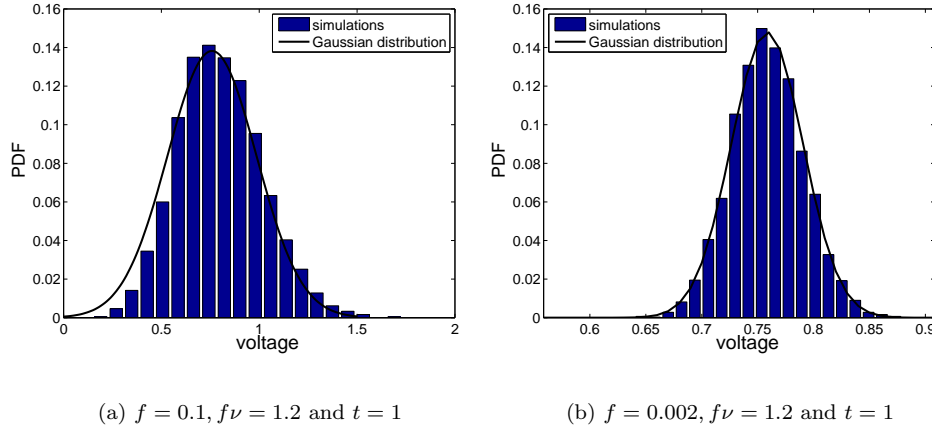 0.16
0.14
0.12
0.1
0.08
0.06
0.04
0.02
0
PDF
simulations
Gaussian distribution
0 0.5 1 1.5 2
voltage
(a) f = 0.1, fν = 1.2 and t = 1
0.16
0.14
0.12
0.1
0.08
0.06
0.04
0.02
0
PDF
simulations
Gaussian distribution
0.6 0.65 0.7 0.75 0.8 0.85 0.9
voltage
(b) f = 0.002, fν = 1.2 and t = 1